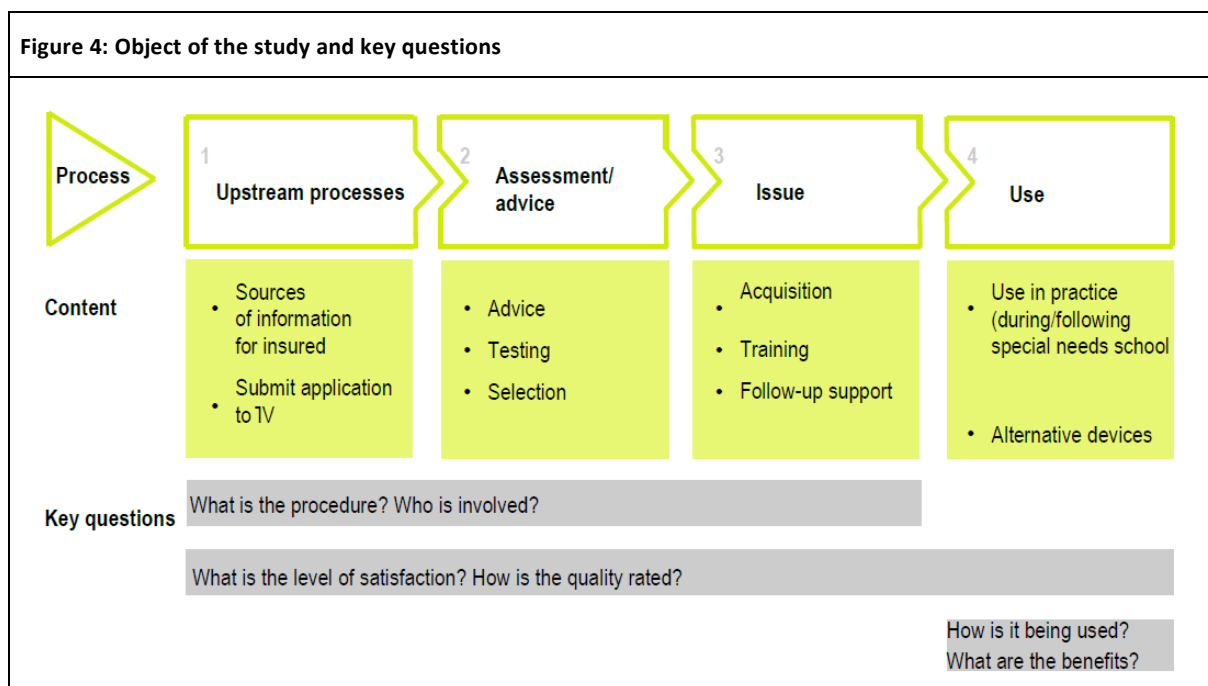 Figure 4: Object of the study and key questions
Process
1
Upstream processes
2
Assessment/
advice
3
Issue
4
Use
Content
• Sources
of information
for insured
• Submit application
to IV
• Advice
• Testing
• Selection
• Acquisition
• Training
• Follow-up support
• Use in practice
(during/following
special needs school
• Alternative devices
Key questions
What is the procedure? Who is involved?
What is the level of satisfaction? How is the quality rated?
How is it being used?
What are the benefits?